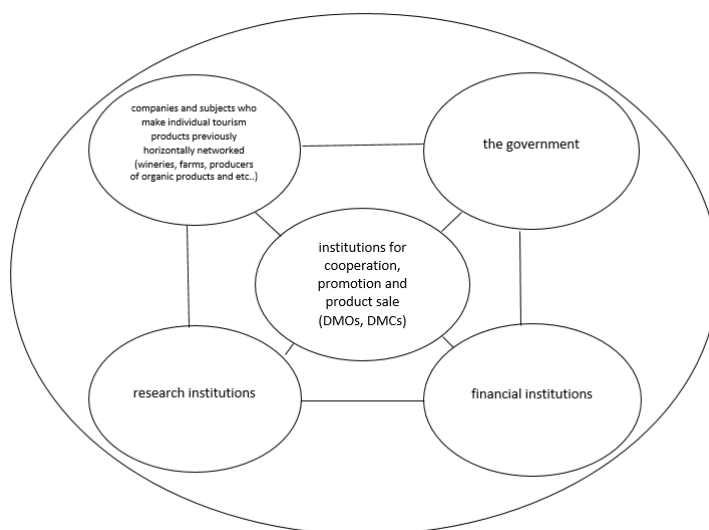 companies and subjects who
make individual tourism
products previously
horizontally networked
(wineries, farms, producers
of organic products and etc..)
the government
institutions for
cooperation,
promotion and
product sale
(DMOs, DMCs)
research institutions
financial institutions